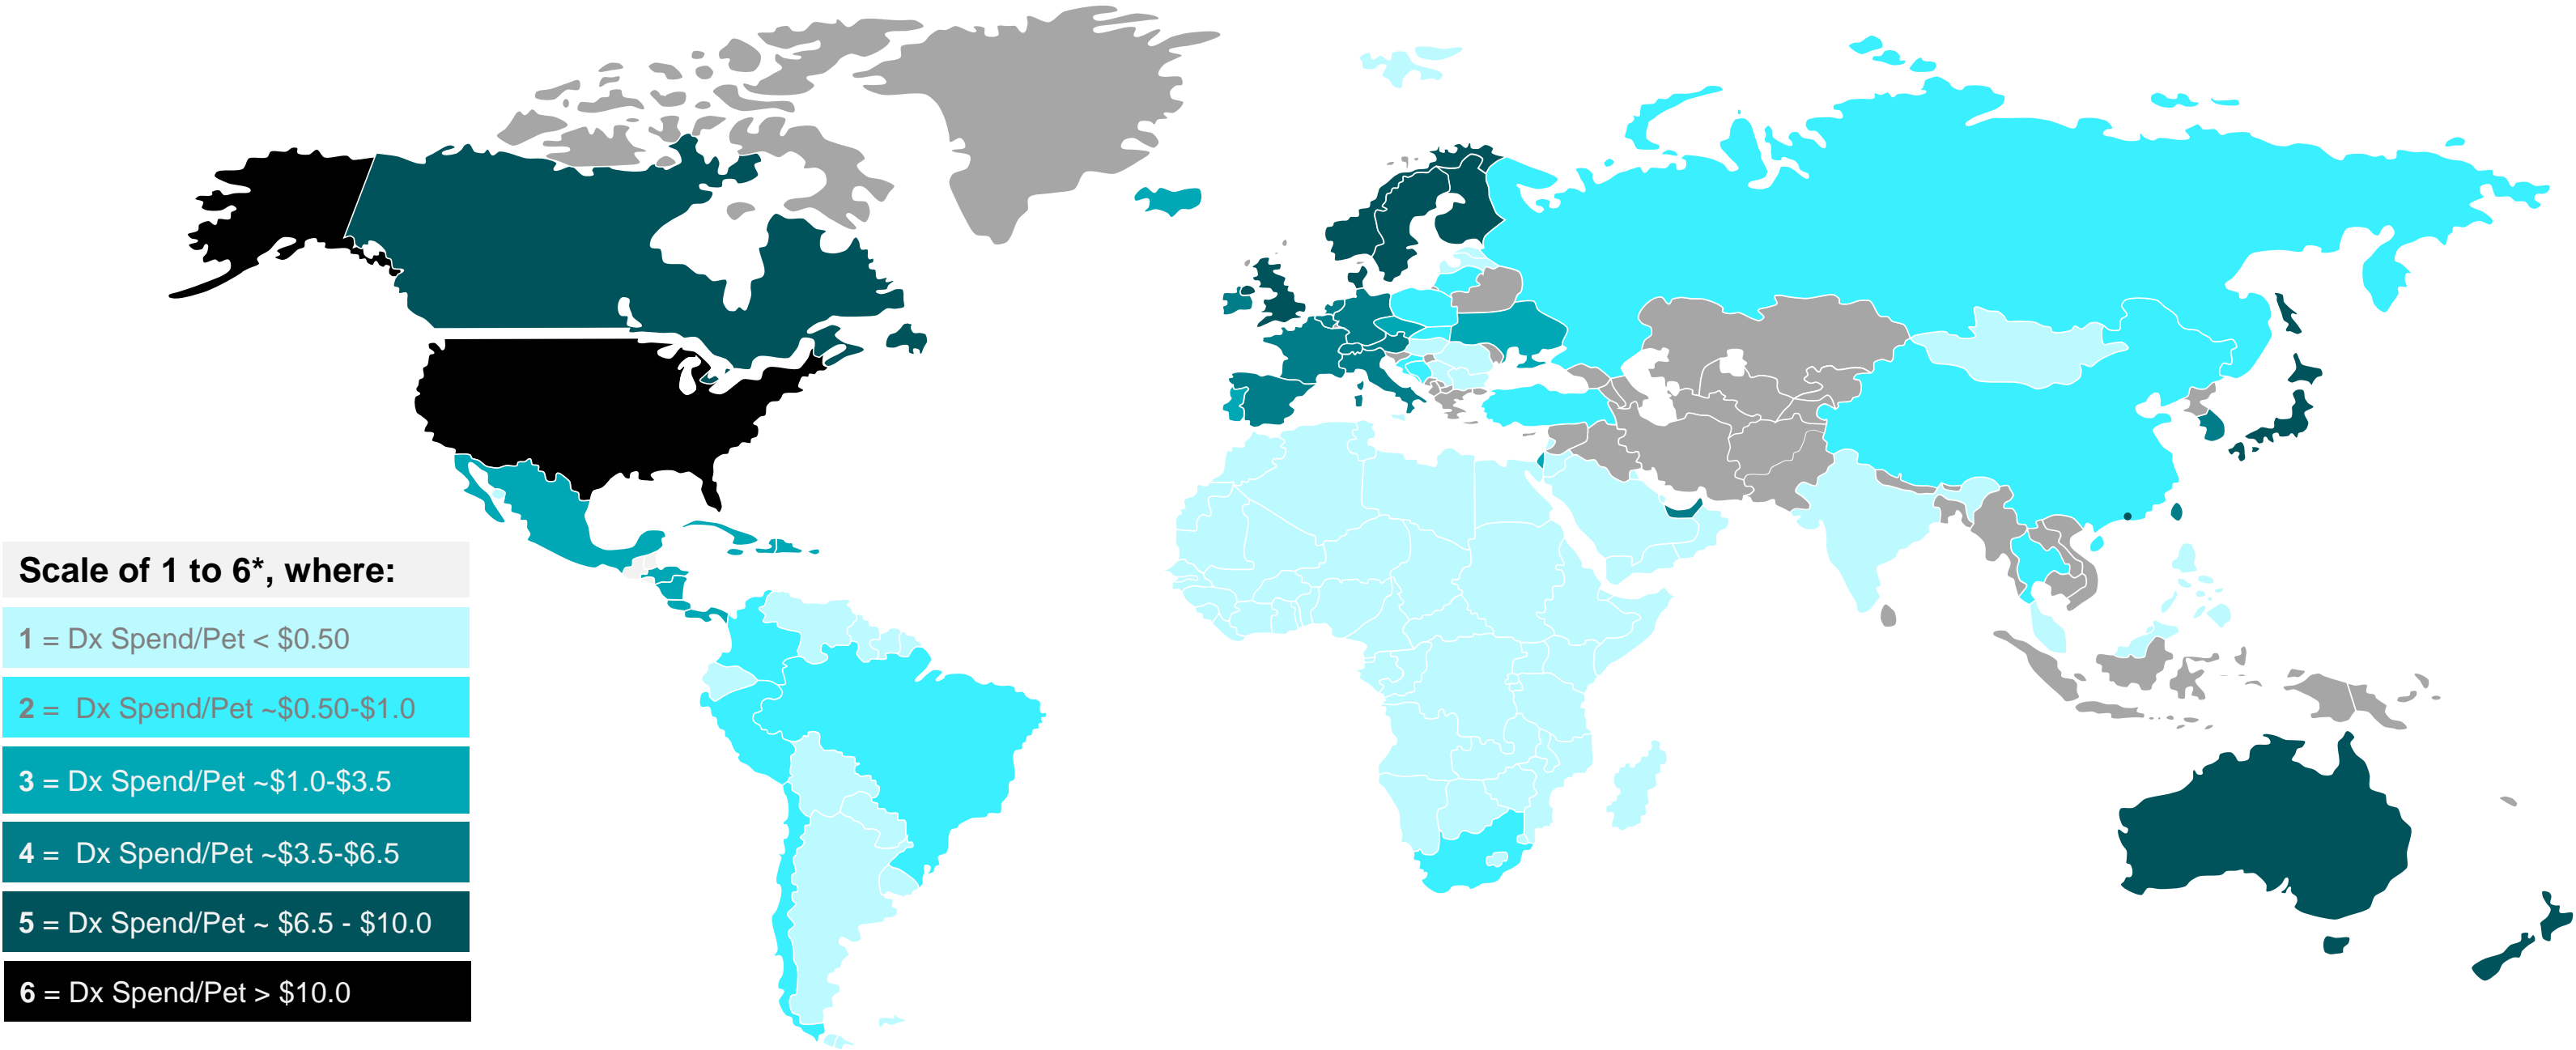 Scale of 1 to 6*, where:
1 = Dx Spend/Pet < $0.50
2 = Dx Spend/Pet ~$0.50-$1.0
3 = Dx Spend/Pet ~$1.0-$3.5
4 = Dx Spend/Pet ~$3.5-$6.5
5 = Dx Spend/Pet ~ $6.5 - $10.0
6 = Dx Spend/Pet > $10.0